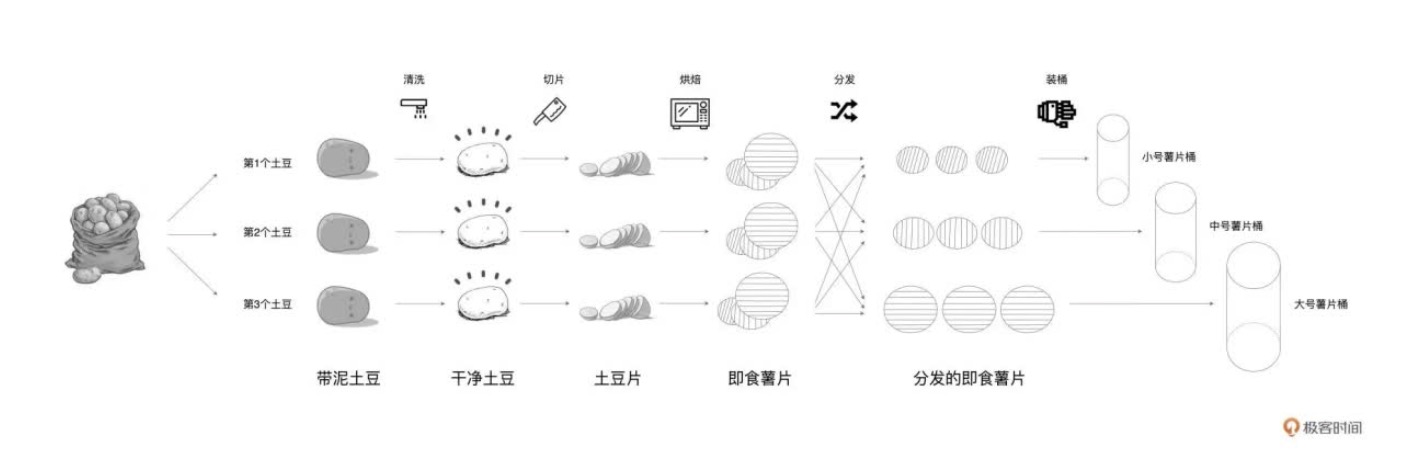 清洗
切片
烘焙
分发
装桶
第1个土豆
小号薯片桶
第2个土豆
中号薯片桶
第3个土豆
大号薯片桶
带泥土豆
干净土豆
土豆片
即食薯片
分发的即食薯片
极客时间